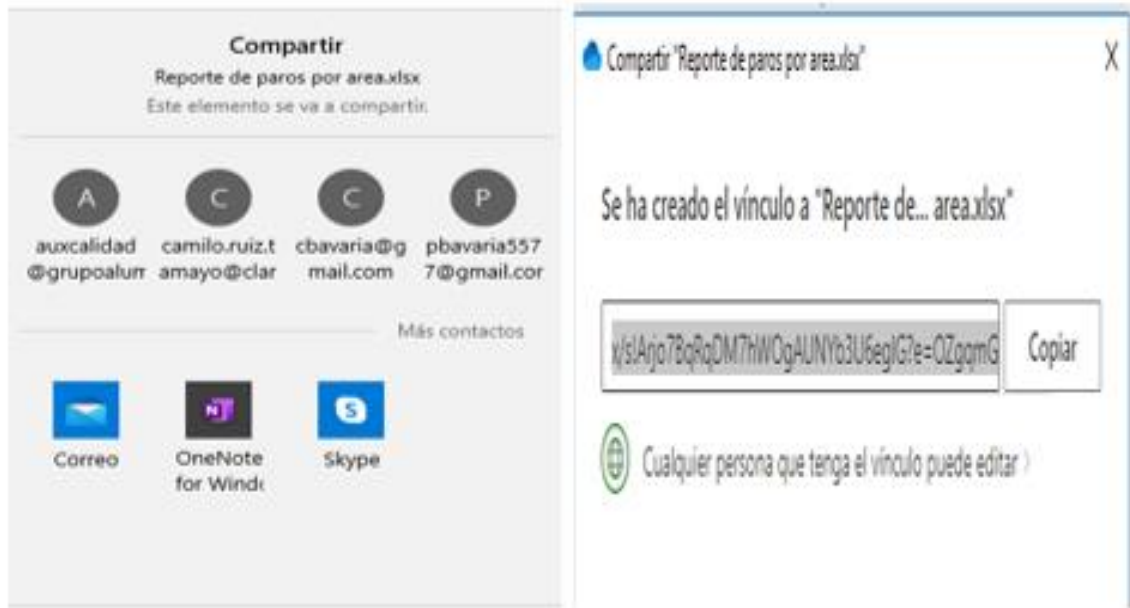 Compartir
Reporte de paros por area.xlsx
Este elemento se va a compartir.
A
C
C
P
auxcalidad
@grupoalum
camilo.ruiz.t
amayo@clar
cbavaria@g
mail.com
pbavaria557
7@gmail.cor
Más contactos
Correo
N
OneNote
for Wind
S
Skype
Compartir "Reporte de paros por area.xlsx"
X
Se ha creado el vínculo a "Reporte de... area.xlsx"
Copiar
Cualquier persona que tenga el vínculo puede editar >